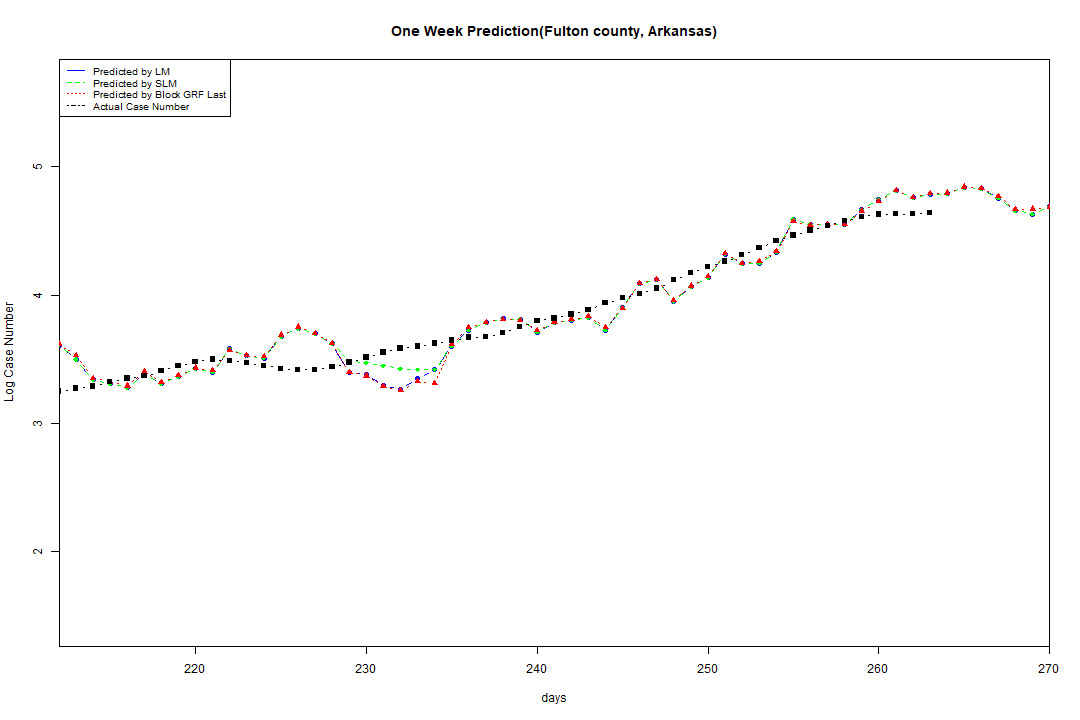 One Week Prediction(Fulton county, Arkansas)
Predicted by LM
Predicted by SLM
Predicted by Block GRF Last
Actual Case Number
5
4
3
2
Log Case Number
220 230 240 250 260 270
days